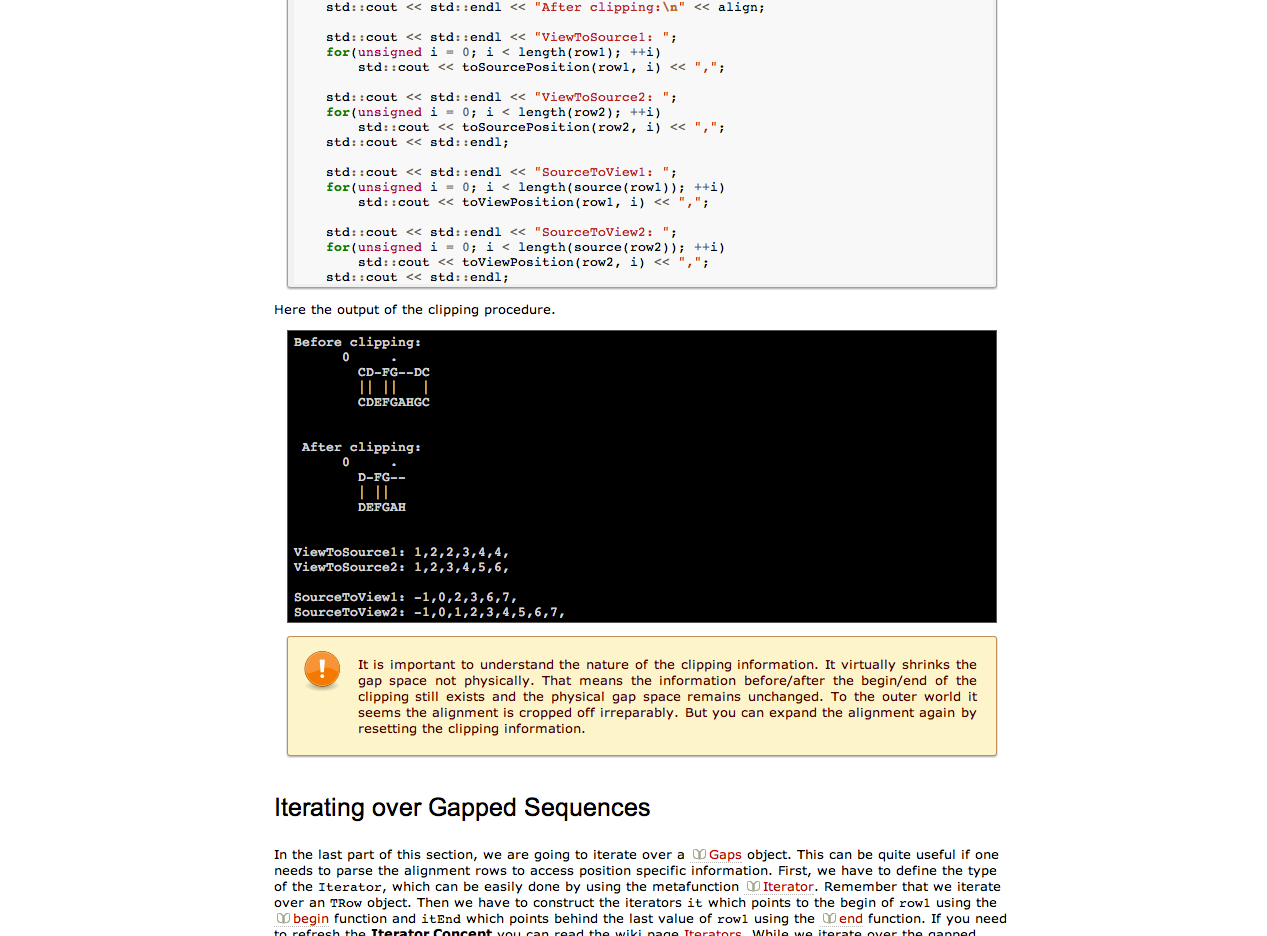 std::cout << std::endl << "After clipping:\n" << align;
std::cout << std::endl << "ViewToSource1: ";
for(unsigned i = 0; i < length(row1); ++i)
std::cout << toSourcePosition(row1, i) << ",";
std::cout << std::endl << "ViewToSource2: ";
for(unsigned i = 0; i < length(row2); ++i)
std::cout << toSourcePosition(row2, i) << ",";
std::cout << std::endl;
std::cout << std::endl << "SourceToView1: ";
for(unsigned i = 0; i < length(source(row1)); ++i)
std::cout << toViewPosition(row1, i) << ",";
std::cout << std::endl << "SourceToView2: ";
for(unsigned i = 0; i < length(source(row2)); ++i)
std::cout << toViewPosition(row2, i) << ",";
std::cout << std::endl;
Here the output of the clipping procedure.
Before clipping:
0     .
CD-FG--DC
|| ||   |
CDEFGAHGC
After clipping:
0     .
D-FG--
| ||
DEFGAH
ViewToSource1: 1,2,2,3,4,4,
ViewToSource2: 1,2,3,4,5,6,
SourceToView1: -1,0,2,3,6,7,
SourceToView2: -1,0,1,2,3,4,5,6,7,
It is important to understand the nature of the clipping information. It virtually shrinks the
gap space not physically. That means the information before/after the begin/end of the
clipping still exists and the physical gap space remains unchanged. To the outer world it
seems the alignment is cropped off irreparably. But you can expand the alignment again by
resetting the clipping information.
Iterating over Gapped Sequences
In the last part of this section, we are going to iterate over a Gaps object. This can be quite useful if one
needs to parse the alignment rows to access position specific information. First, we have to define the type
of the Iterator, which can be easily done by using the metafunction Iterator. Remember that we iterate
over an TRow object. Then we have to construct the iterators it which points to the begin of row1 using the
begin function and itEnd which points behind the last value of row1 using the end function. If you need
to refresh the Iterator Concept you can read the wiki page Iterators. While we iterate over the gapped